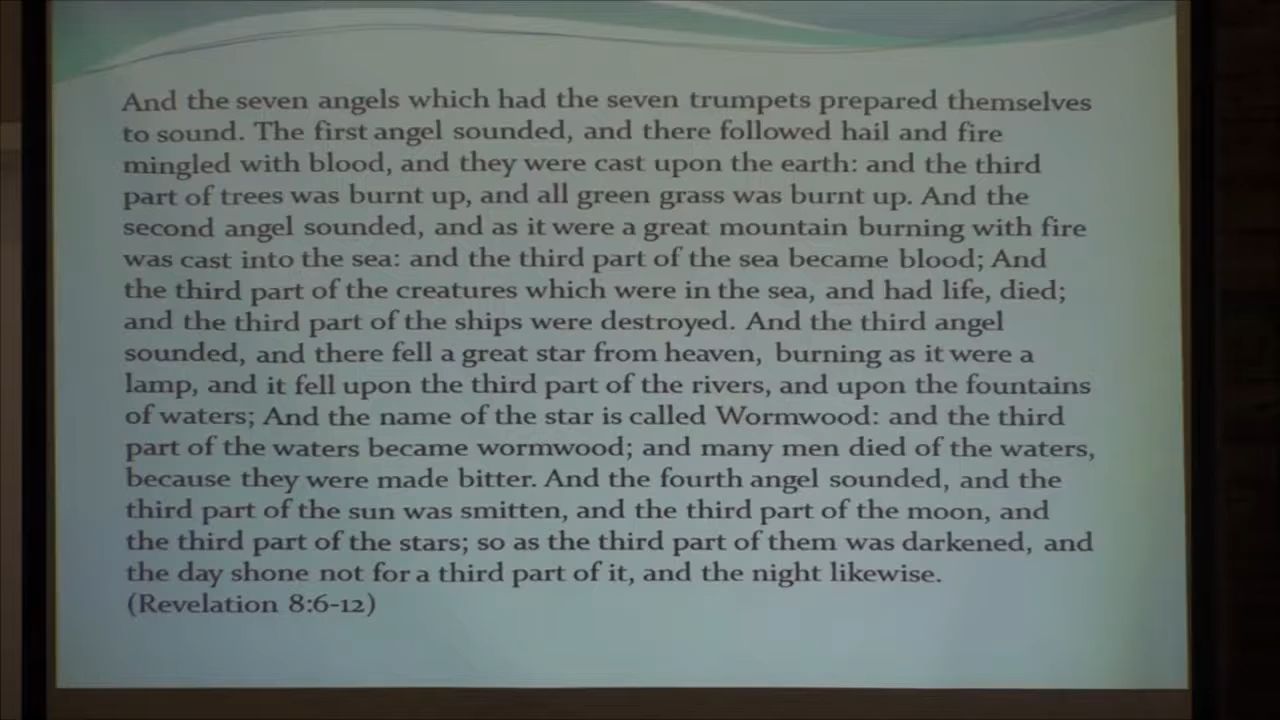 And the seven angels which had the seven trumpets prepared themselves
to sound. The first angel sounded, and there followed hail and fire
mingled with blood, and they were cast upon the earth: and the third
part of trees was burnt up, and all green grass was burnt up. And the
second angel sounded, and as it were a great mountain burning with fire
was cast into the sea: and the third part of the sea became blood; And
the third part of the creatures which were in the sea, and had life, died;
and the third part of the ships were destroyed. And the third angel
sounded, and there fell a great star from heaven, burning as it were a
lamp, and it fell upon the third part of the rivers, and upon the fountains
of waters; And the name of the star is called Wormwood: and the third
part of the waters became wormwood; and many men died of the waters,
because they were made bitter. And the fourth angel sounded, and the
third part of the sun was smitten, and the third part of the moon, and
the third part of the stars; so as the third part of them was darkened, and
the day shone not for a third part of it, and the night likewise.
(Revelation 8:6-12)